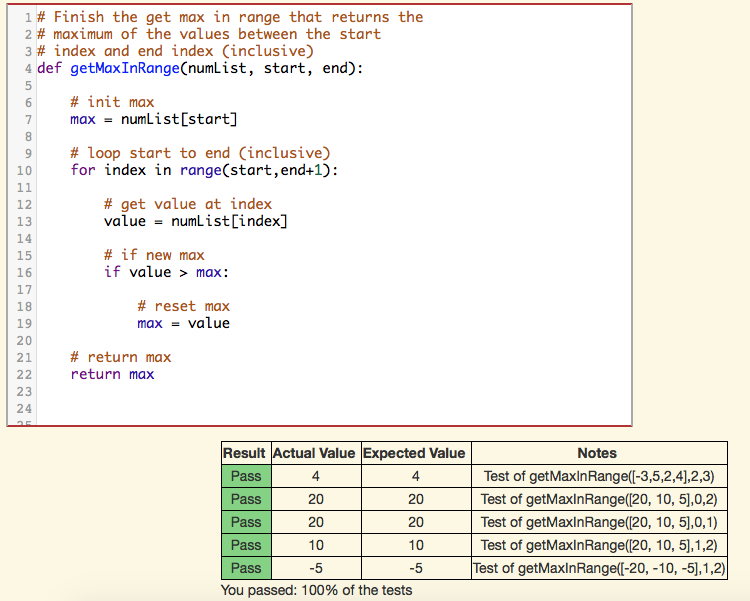 1 # Finish the get max in range that returns the
2 # maximum of the values between the start
3 # index and end index (inclusive)
4 def getMaxInRange(numList, start, end):
5
6 # init max
7 max = numList[start]
8
9 # loop start to end (inclusive)
10 for index in range(start,end+1):
11
12 # get value at index
13 value = numList[index]
14
15 # if new max
16 if value > max:
17
18 # reset max
19 max = value
20
21 # return max
22 return max
23
24
25
Result Actual Value Expected Value Notes
Pass 4 4 Test of getMaxInRange([-3,5,2,4],2,3)
Pass 20 20 Test of getMaxInRange([20, 10, 5],0,2)
Pass 20 20 Test of getMaxInRange([20, 10, 5],0,1)
Pass 10 10 Test of getMaxInRange([20, 10, 5],1,2)
Pass -5 -5 Test of getMaxInRange([-20, -10, -5],1,2)
You passed: 100% of the tests